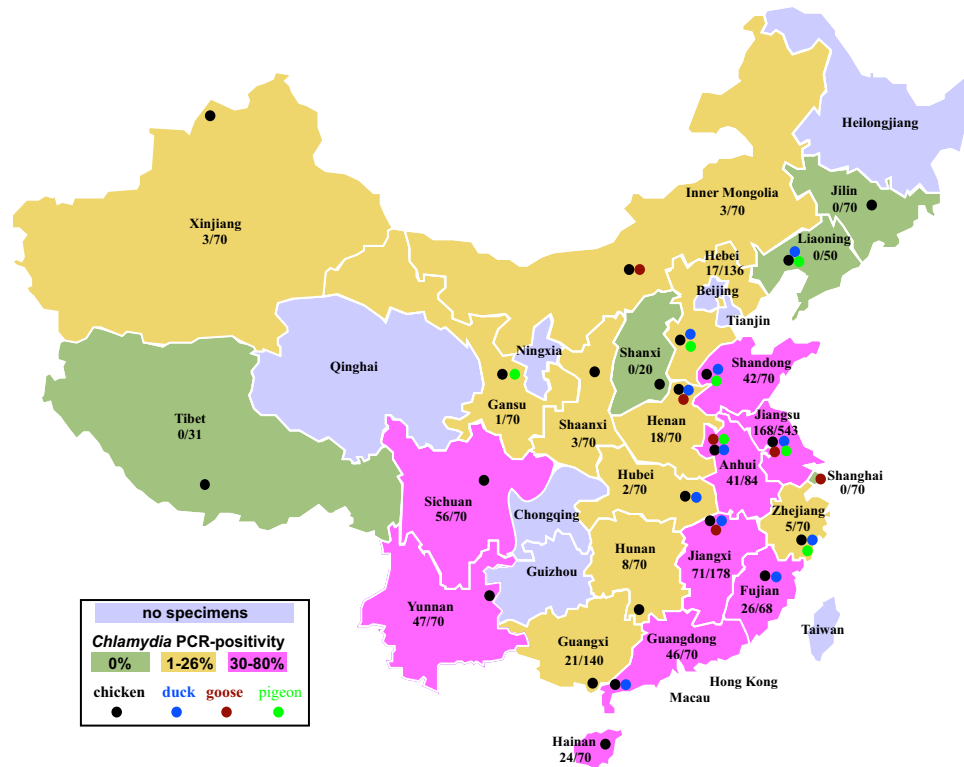 Heilongjiang
Jilin
0/70
Inner Mongolia
3/70
Xinjiang
3/70
Liaoning
0/50
Hebei
17/136
Beijing
Tianjin
Ningxia
Shanxi
0/20
Qinghai
Shandong
42/70
Gansu
1/70
Tibet
0/31
Shaanxi
3/70
Henan
18/70
Jiangsu
168/543
Anhui
41/84
Shanghai
0/70
Hubei
2/70
Sichuan
56/70
Chongqing
Zhejiang
5/70
Hunan
8/70
Jiangxi
71/178
Guizhou
Yunnan
47/70
Fujian
26/68
Taiwan
Guangxi
21/140
Guangdong
46/70
Hong Kong
Macau
Hainan
24/70
no specimens
Chlamydia PCR-positivity
0% 1-26% 30-80%
chicken duck goose pigeon